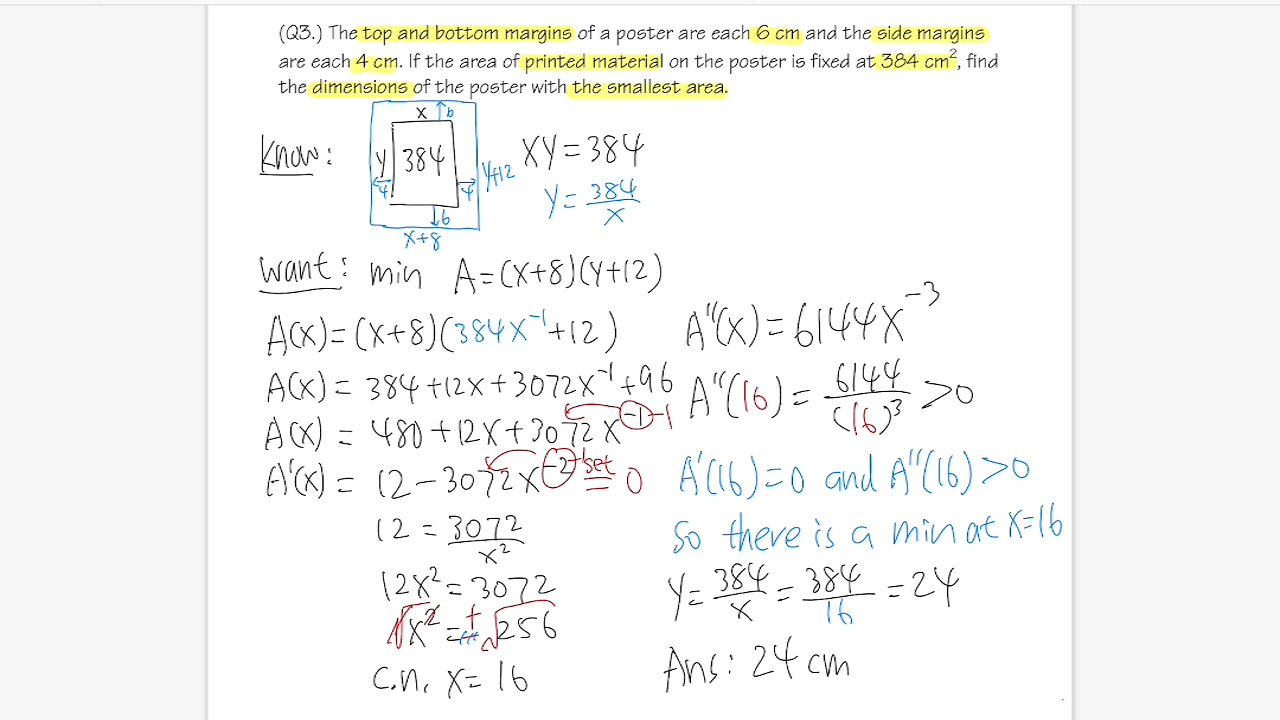 (Q3.) The top and bottom margins of a poster are each 6 cm and the side margins
are each 4 cm. If the area of printed material on the poster is fixed at 384 cm², find
the dimensions of the poster with the smallest area.
Know:
x
6
y
384
4
4
6
y+12
x+8
XY = 384
Y = 384/x
Want: min A = (x+8)(y+12)
A(x) = (x+8)(384x⁻¹+12)
A(x) = 384+12x+3072x⁻¹+96
A(x) = 480+12x+3072x⁻¹ -1
A'(x) = 12-3072x⁻² set = 0
12 = 3072/x²
12x² = 3072
√x² = ±√256
c.n. x = 16
A''(x) = 6144x⁻³
A''(16) = 6144/(16)³ > 0
A'(16) = 0 and A''(16) > 0
So there is a min at x=16
Y = 384/x = 384/16 = 24
Ans: 24 cm